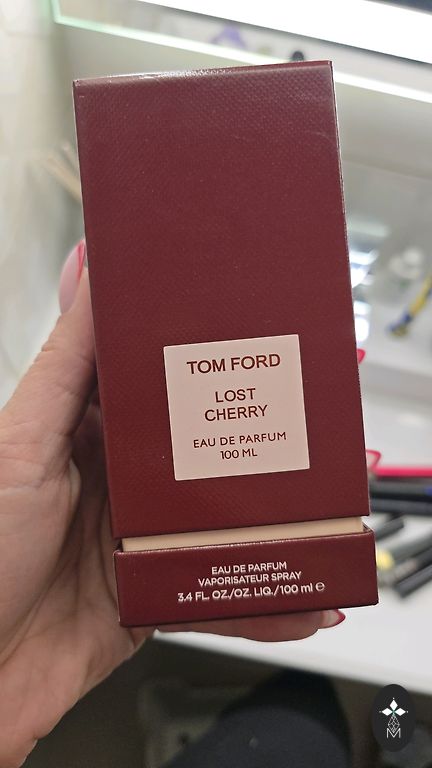 TOM FORD
LOST
CHERRY
EAU DE PARFUM
100 ML
EAU DE PARFUM
VAPORISATEUR SPRAY
3.4 FL. OZ./OZ. LIQ./100 ml ℮
M